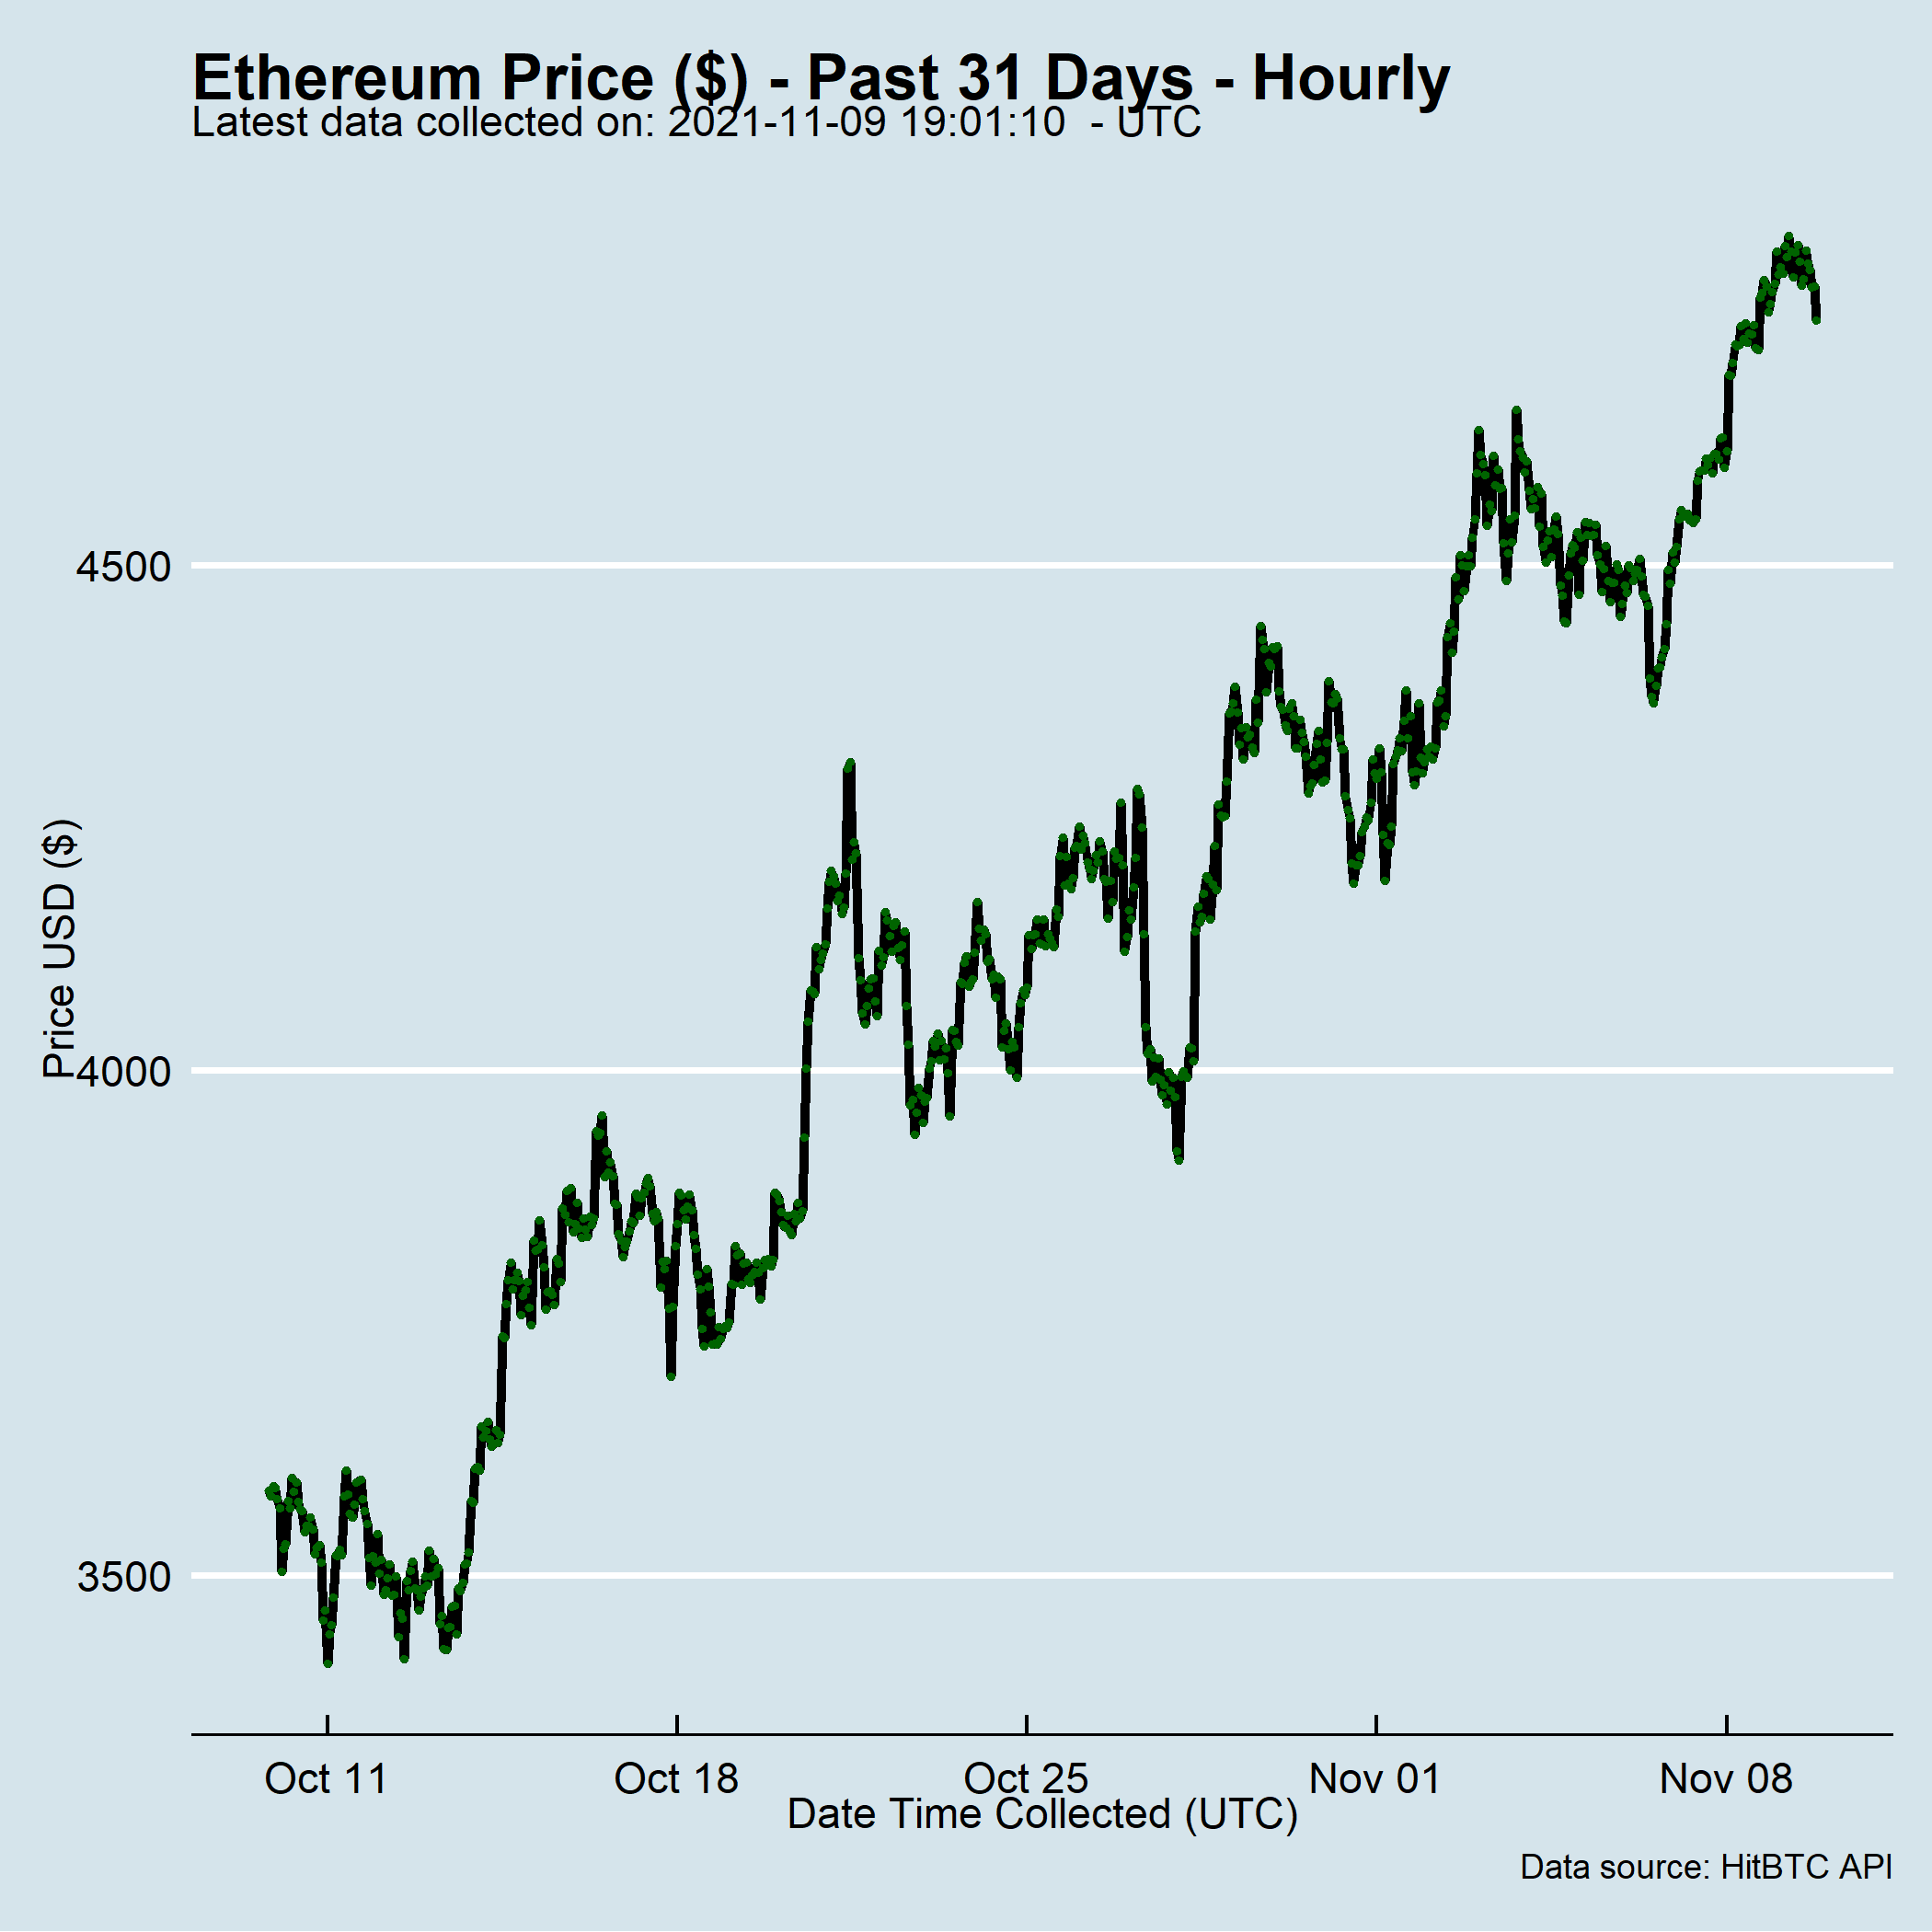 Ethereum Price ($) - Past 31 Days - Hourly
Latest data collected on: 2021-11-09 19:01:10  - UTC
Price USD ($)
4500
4000
3500
Oct 11
Oct 18
Oct 25
Nov 01
Nov 08
Date Time Collected (UTC)
Data source: HitBTC API